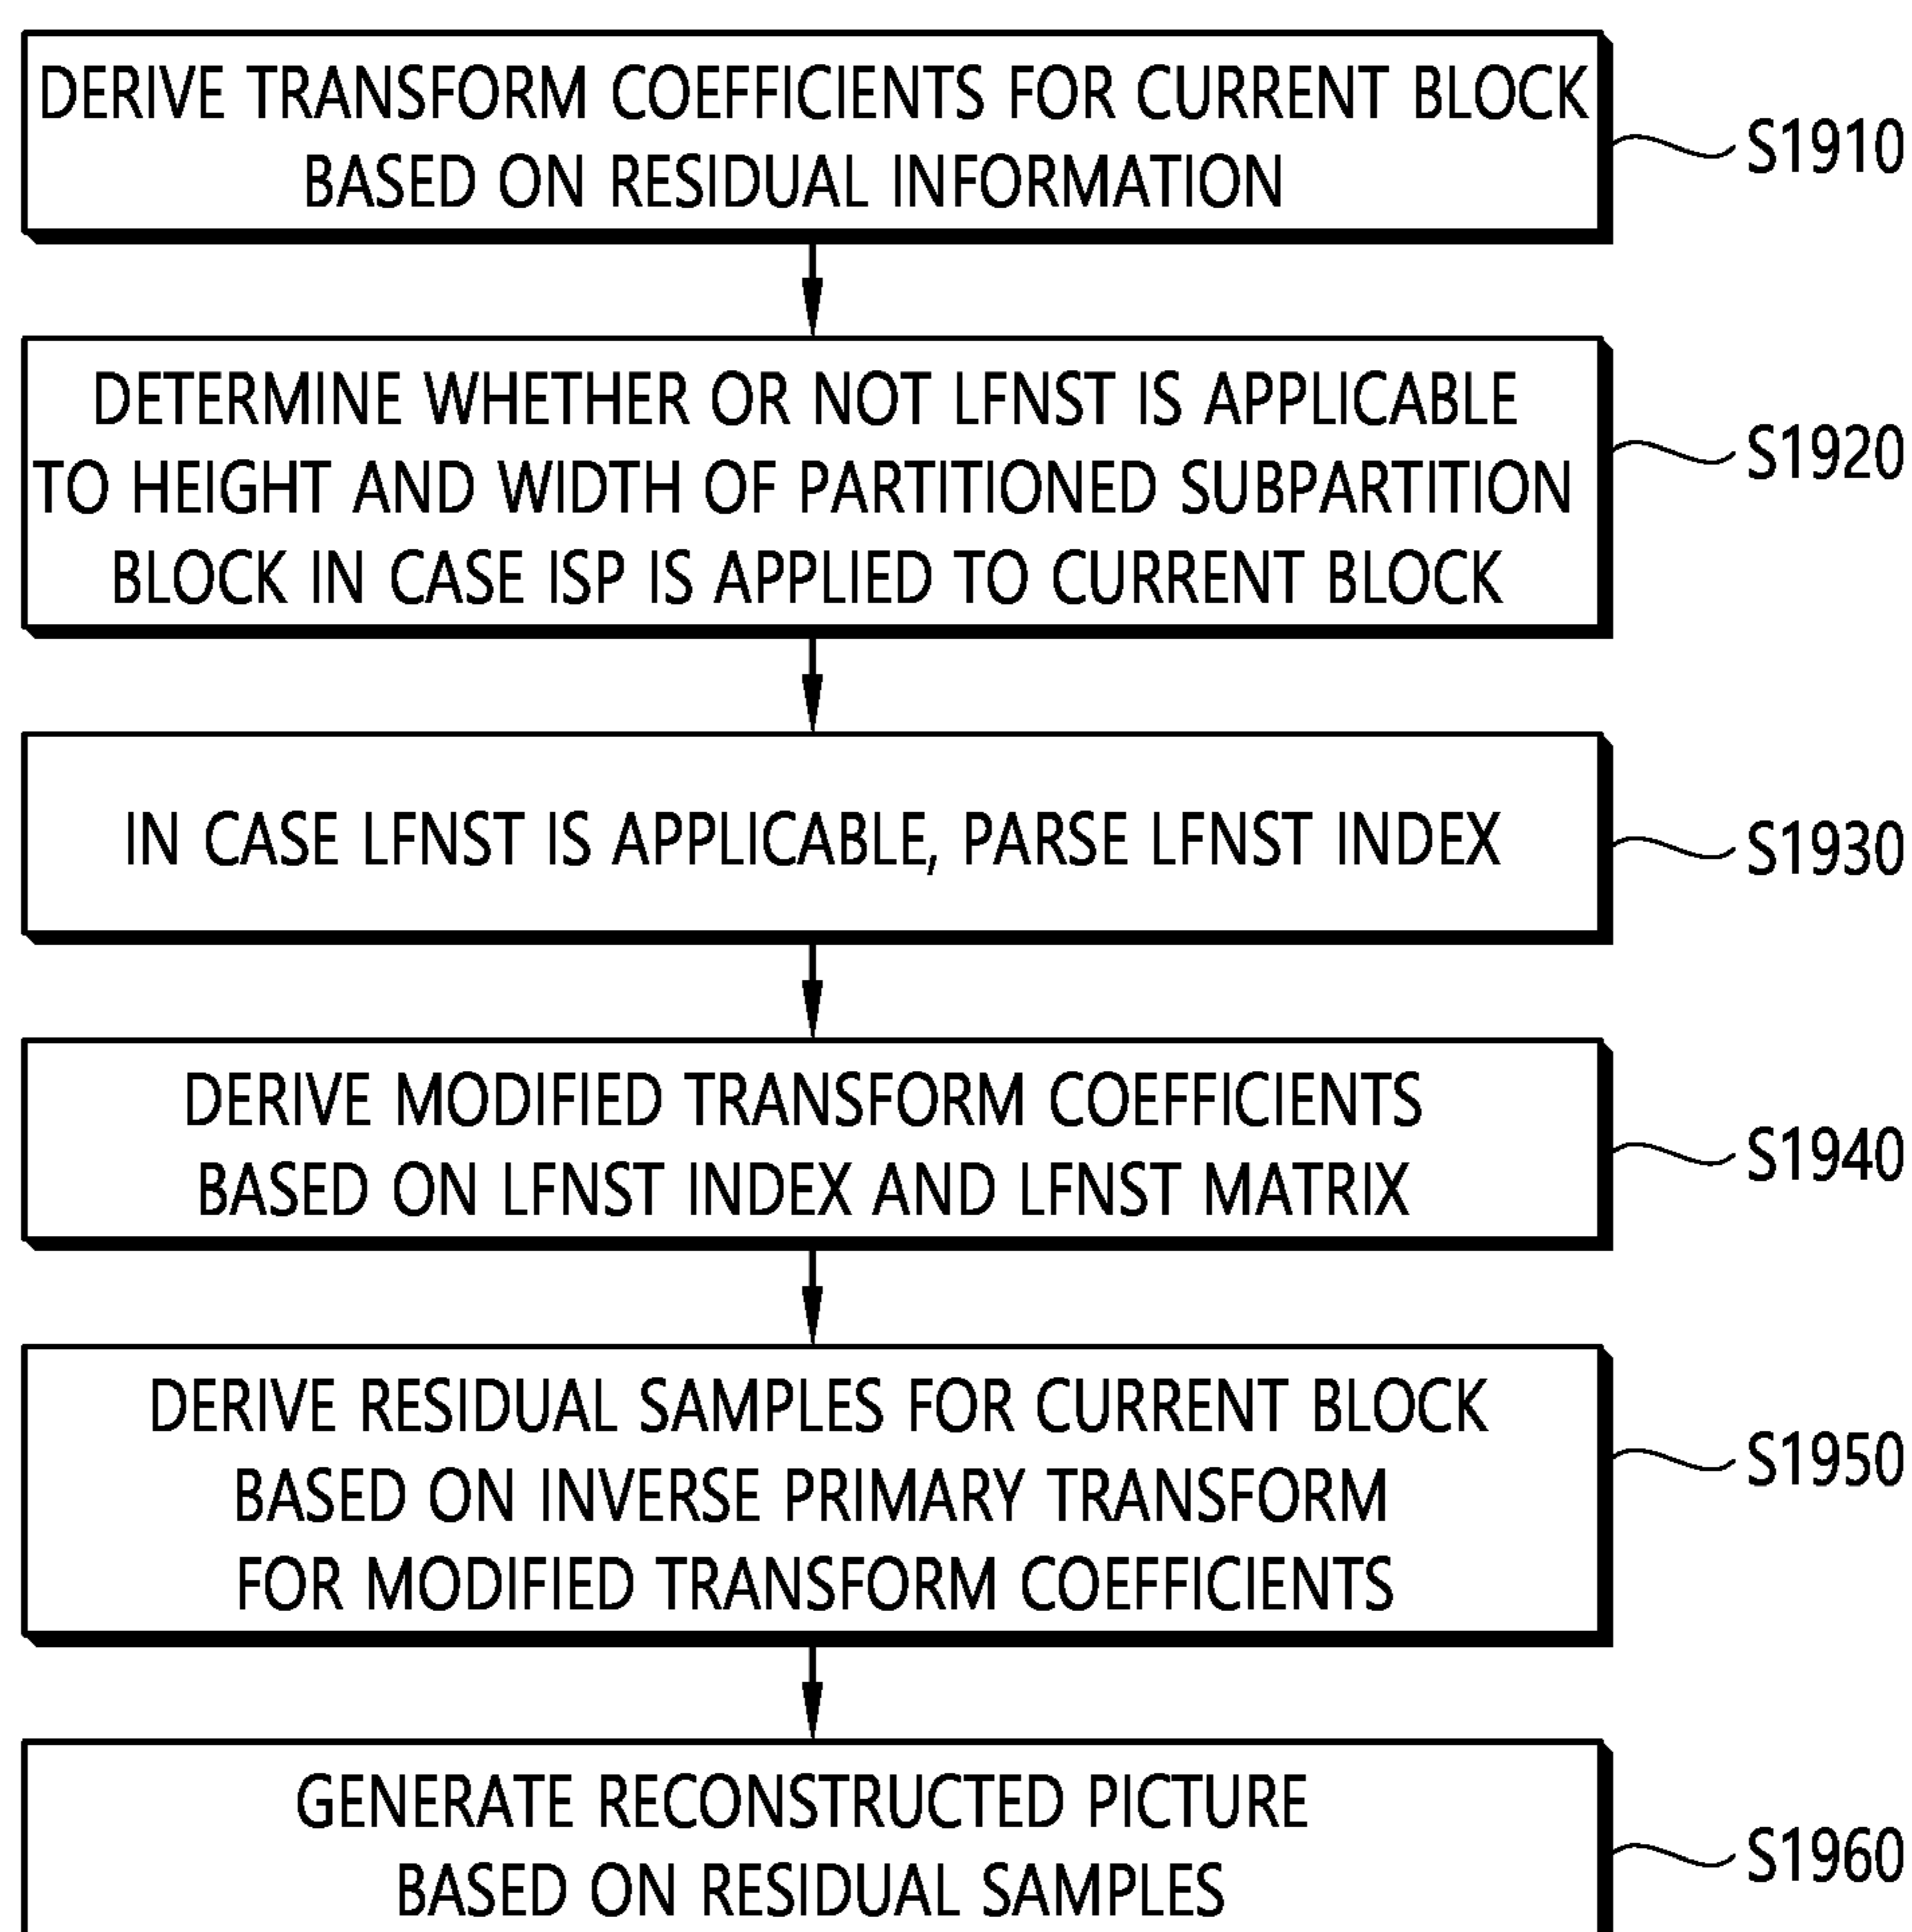 DERIVE TRANSFORM COEFFICIENTS FOR CURRENT BLOCK
BASED ON RESIDUAL INFORMATION
S1910
DETERMINE WHETHER OR NOT LFNST IS APPLICABLE
TO HEIGHT AND WIDTH OF PARTITIONED SUBPARTITION
BLOCK IN CASE ISP IS APPLIED TO CURRENT BLOCK
S1920
IN CASE LFNST IS APPLICABLE, PARSE LFNST INDEX
S1930
DERIVE MODIFIED TRANSFORM COEFFICIENTS
BASED ON LFNST INDEX AND LFNST MATRIX
S1940
DERIVE RESIDUAL SAMPLES FOR CURRENT BLOCK
BASED ON INVERSE PRIMARY TRANSFORM
FOR MODIFIED TRANSFORM COEFFICIENTS
S1950
GENERATE RECONSTRUCTED PICTURE
BASED ON RESIDUAL SAMPLES
S1960